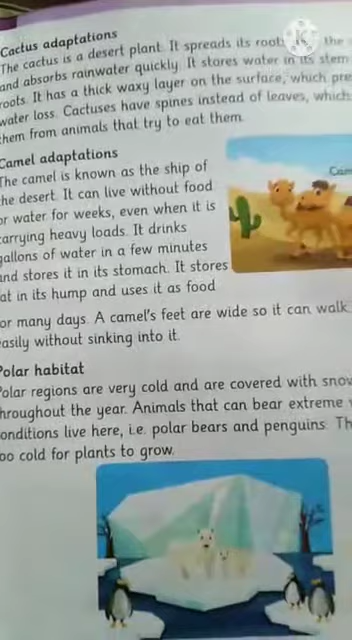 Cactus adaptations
The cactus is a desert plant. It spreads its roots the
and absorbs rainwater quickly. It stores water in its stem
roots. It has a thick waxy layer on the surface, which pre
water loss. Cactuses have spines instead of leaves, which
them from animals that try to eat them.
Camel adaptations
The camel is known as the ship of
the desert. It can live without food
or water for weeks, even when it is
carrying heavy loads. It drinks
gallons of water in a few minutes
and stores it in its stomach. It stores
at in its hump and uses it as food
or many days. A camel's feet are wide so it can walk
easily without sinking into it.
Cam
Polar habitat
Polar regions are very cold and are covered with snow
throughout the year. Animals that can bear extreme
onditions live here, i.e. polar bears and penguins. Th
oo cold for plants to grow.